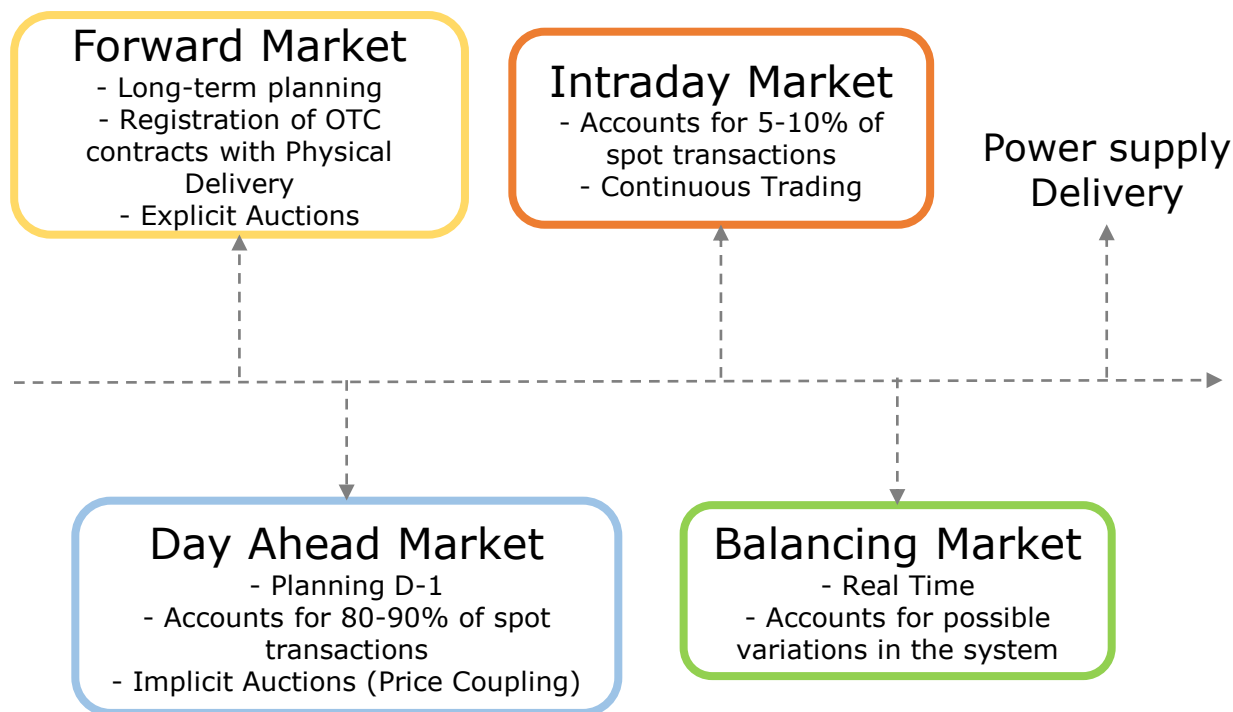 Forward Market
- Long-term planning
- Registration of OTC
contracts with Physical
Delivery
- Explicit Auctions
Intraday Market
- Accounts for 5-10% of
spot transactions
- Continuous Trading
Power supply
Delivery
Day Ahead Market
- Planning D-1
- Accounts for 80-90% of spot
transactions
- Implicit Auctions (Price Coupling)
Balancing Market
- Real Time
- Accounts for possible
variations in the system